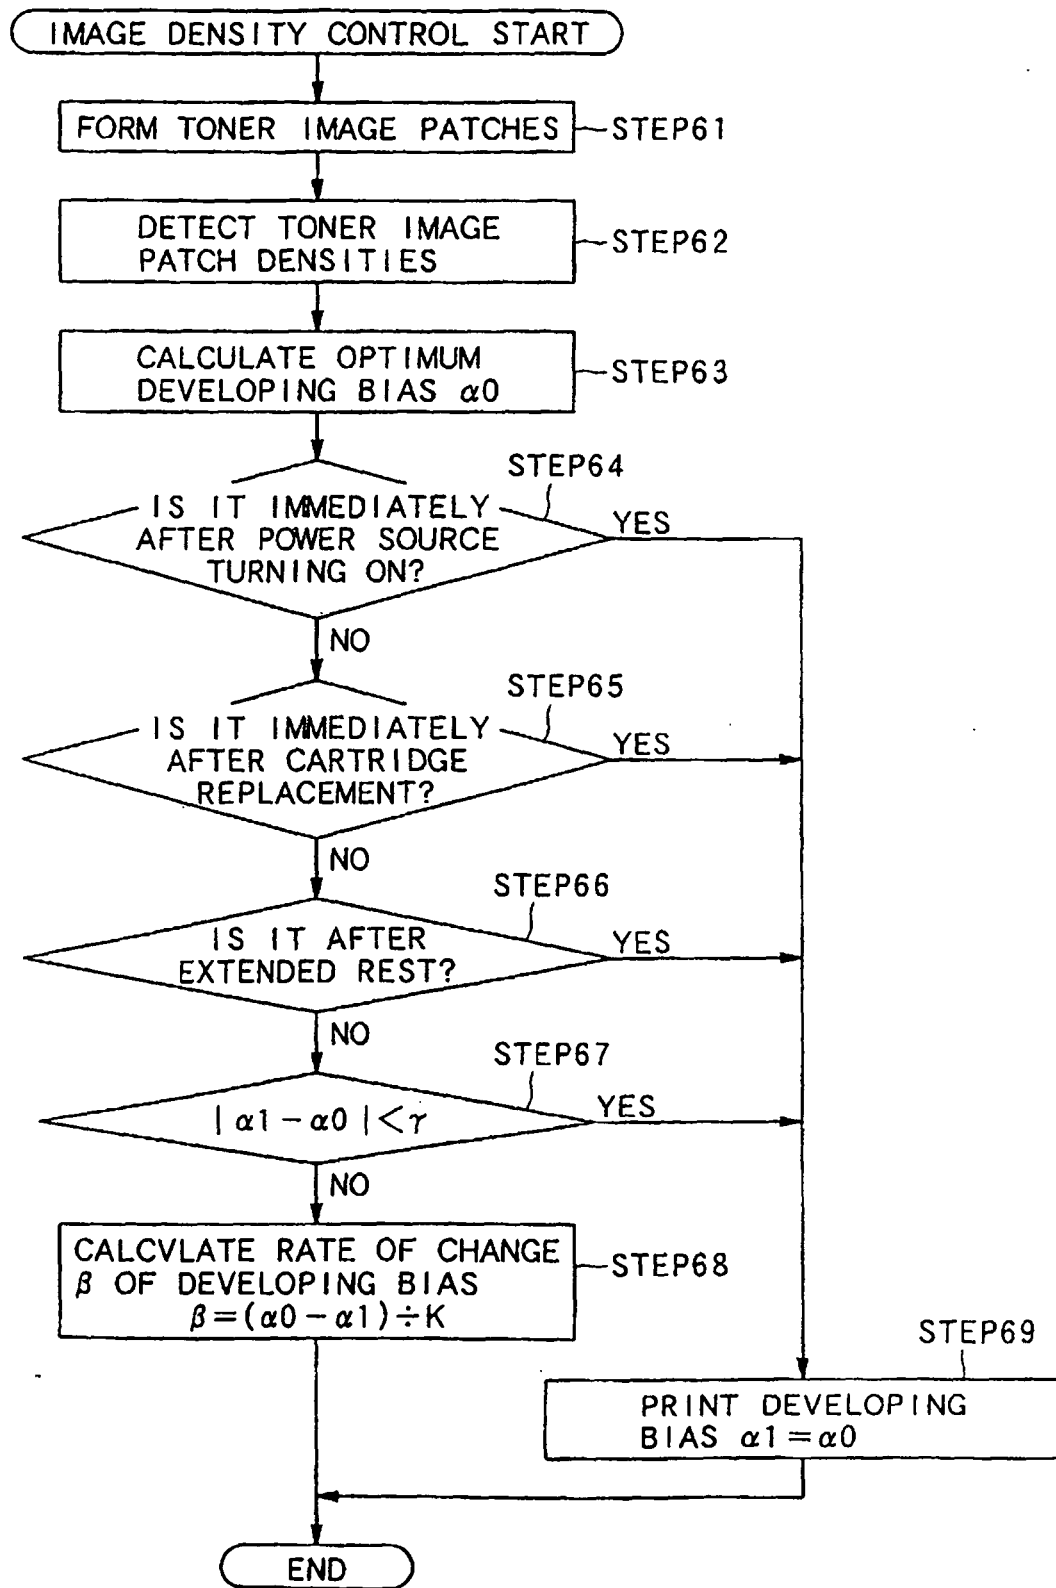 IMAGE DENSITY CONTROL START
FORM TONER IMAGE PATCHES
STEP61
DETECT TONER IMAGE
PATCH DENSITIES
STEP62
CALCULATE OPTIMUM
DEVELOPING BIAS α0
STEP63
STEP64
IS IT IMMEDIATELY
AFTER POWER SOURCE
TURNING ON?
YES
NO
STEP65
IS IT IMMEDIATELY
AFTER CARTRIDGE
REPLACEMENT?
YES
NO
STEP66
IS IT AFTER
EXTENDED REST?
YES
NO
STEP67
|α1-α0|<γ
YES
NO
CALCVLATE RATE OF CHANGE
β OF DEVELOPING BIAS
β=(α0-α1)÷K
STEP68
STEP69
PRINT DEVELOPING
BIAS α1=α0
END